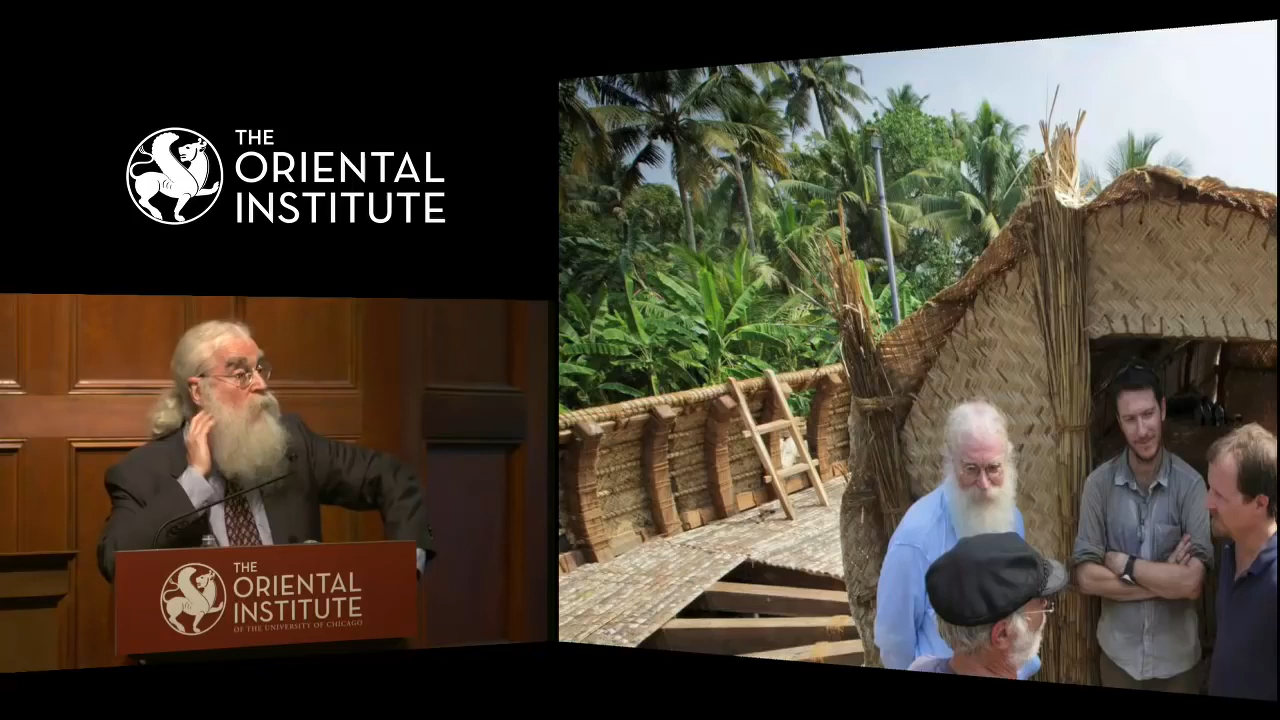 THE
ORIENTAL
INSTITUTE
THE
ORIENTAL
INSTITUTE
OF THE UNIVERSITY OF CHICAGO